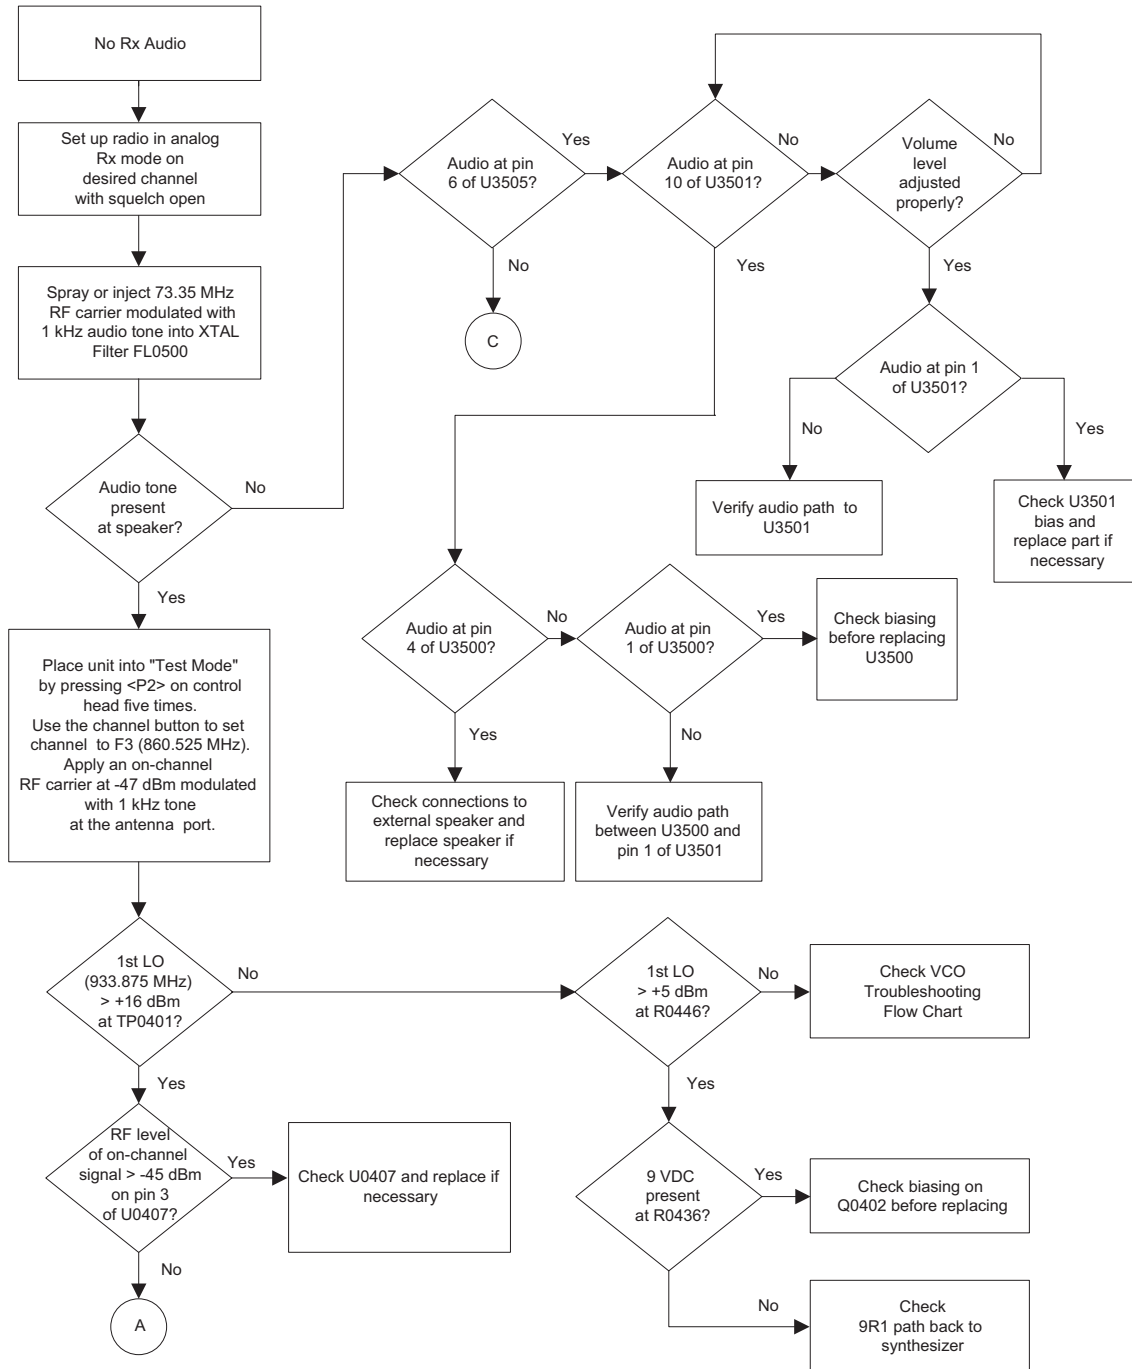 No Rx Audio
Set up radio in analog
Rx mode on
desired channel
with squelch open
Spray or inject 73.35 MHz
RF carrier modulated with
1 kHz audio tone into XTAL
Filter FL0500
Audio tone
present
at speaker?
No
Yes
Place unit into "Test Mode"
by pressing <P2> on control
head five times.
Use the channel button to set
channel to F3 (860.525 MHz).
Apply an on-channel
RF carrier at -47 dBm modulated
with 1 kHz tone
at the antenna port.
1st LO
(933.875 MHz)
> +16 dBm
at TP0401?
No
Yes
RF level
of on-channel
signal > -45 dBm
on pin 3
of U0407?
Yes
Check U0407 and replace if
necessary
No
A
Audio at pin
6 of U3505?
Yes
No
C
Audio at pin
10 of U3501?
No
Yes
Volume
level
adjusted
properly?
No
Yes
Audio at pin 1
of U3501?
No
Yes
Verify audio path to
U3501
Check U3501
bias and
replace part if
necessary
Audio at pin
4 of U3500?
No
Yes
Audio at pin
1 of U3500?
Yes
No
Check biasing
before replacing
U3500
Check connections to
external speaker and
replace speaker if
necessary
Verify audio path
between U3500 and
pin 1 of U3501
1st LO
> +5 dBm
at R0446?
No
Yes
Check VCO
Troubleshooting
Flow Chart
9 VDC
present
at R0436?
Yes
No
Check biasing on
Q0402 before replacing
Check
9R1 path back to
synthesizer